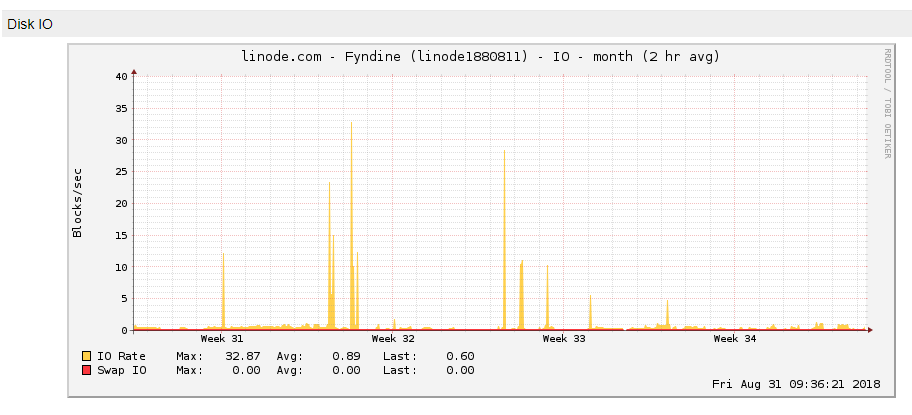 Disk IO
linode.com - Fyndine (linode1880811) - IO - month (2 hr avg)
RRDTOOL / TOBI OETIKER
Blocks/sec
40
35
30
25
20
15
10
5
0
Week 31 Week 32 Week 33 Week 34
IO Rate Max: 32.87 Avg: 0.89 Last: 0.60
Swap IO Max: 0.00 Avg: 0.00 Last: 0.00
Fri Aug 31 09:36:21 2018